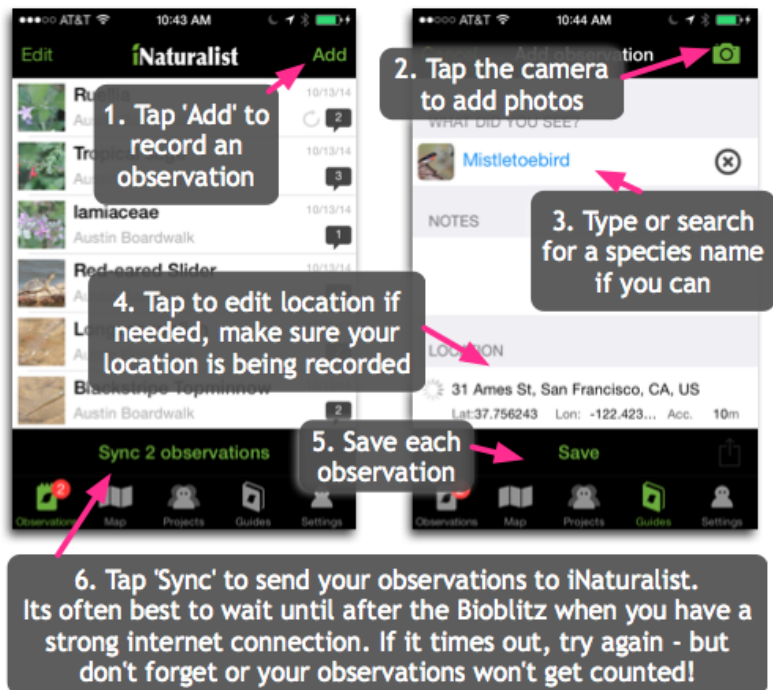 AT&T 10:43 AM
Edit iNaturalist Add
10/13/14
2
1. Tap 'Add' to
record an
observation
3
lamiaceae 10/13/14
Austin Boardwalk 1
Red-eared Slider 10/13/14
Blackstripe Topminnow
Austin Boardwalk 2
Sync 2 observations
2
Observations Map Projects Guides Settings
AT&T 10:44 AM
Add observation
2. Tap the camera
to add photos
WHAT DID YOU SEE?
Mistletoebird
3. Type or search
for a species name
if you can
NOTES
4. Tap to edit location if
needed, make sure your
location is being recorded
LOCATION
31 Ames St, San Francisco, CA, US
Lat:37.756243 Lon: -122.423... Acc. 10m
5. Save each
observation
Save
Observations Map Projects Guides Settings
6. Tap 'Sync' to send your observations to iNaturalist.
Its often best to wait until after the Bioblitz when you have a
strong internet connection. If it times out, try again - but
don't forget or your observations won't get counted!